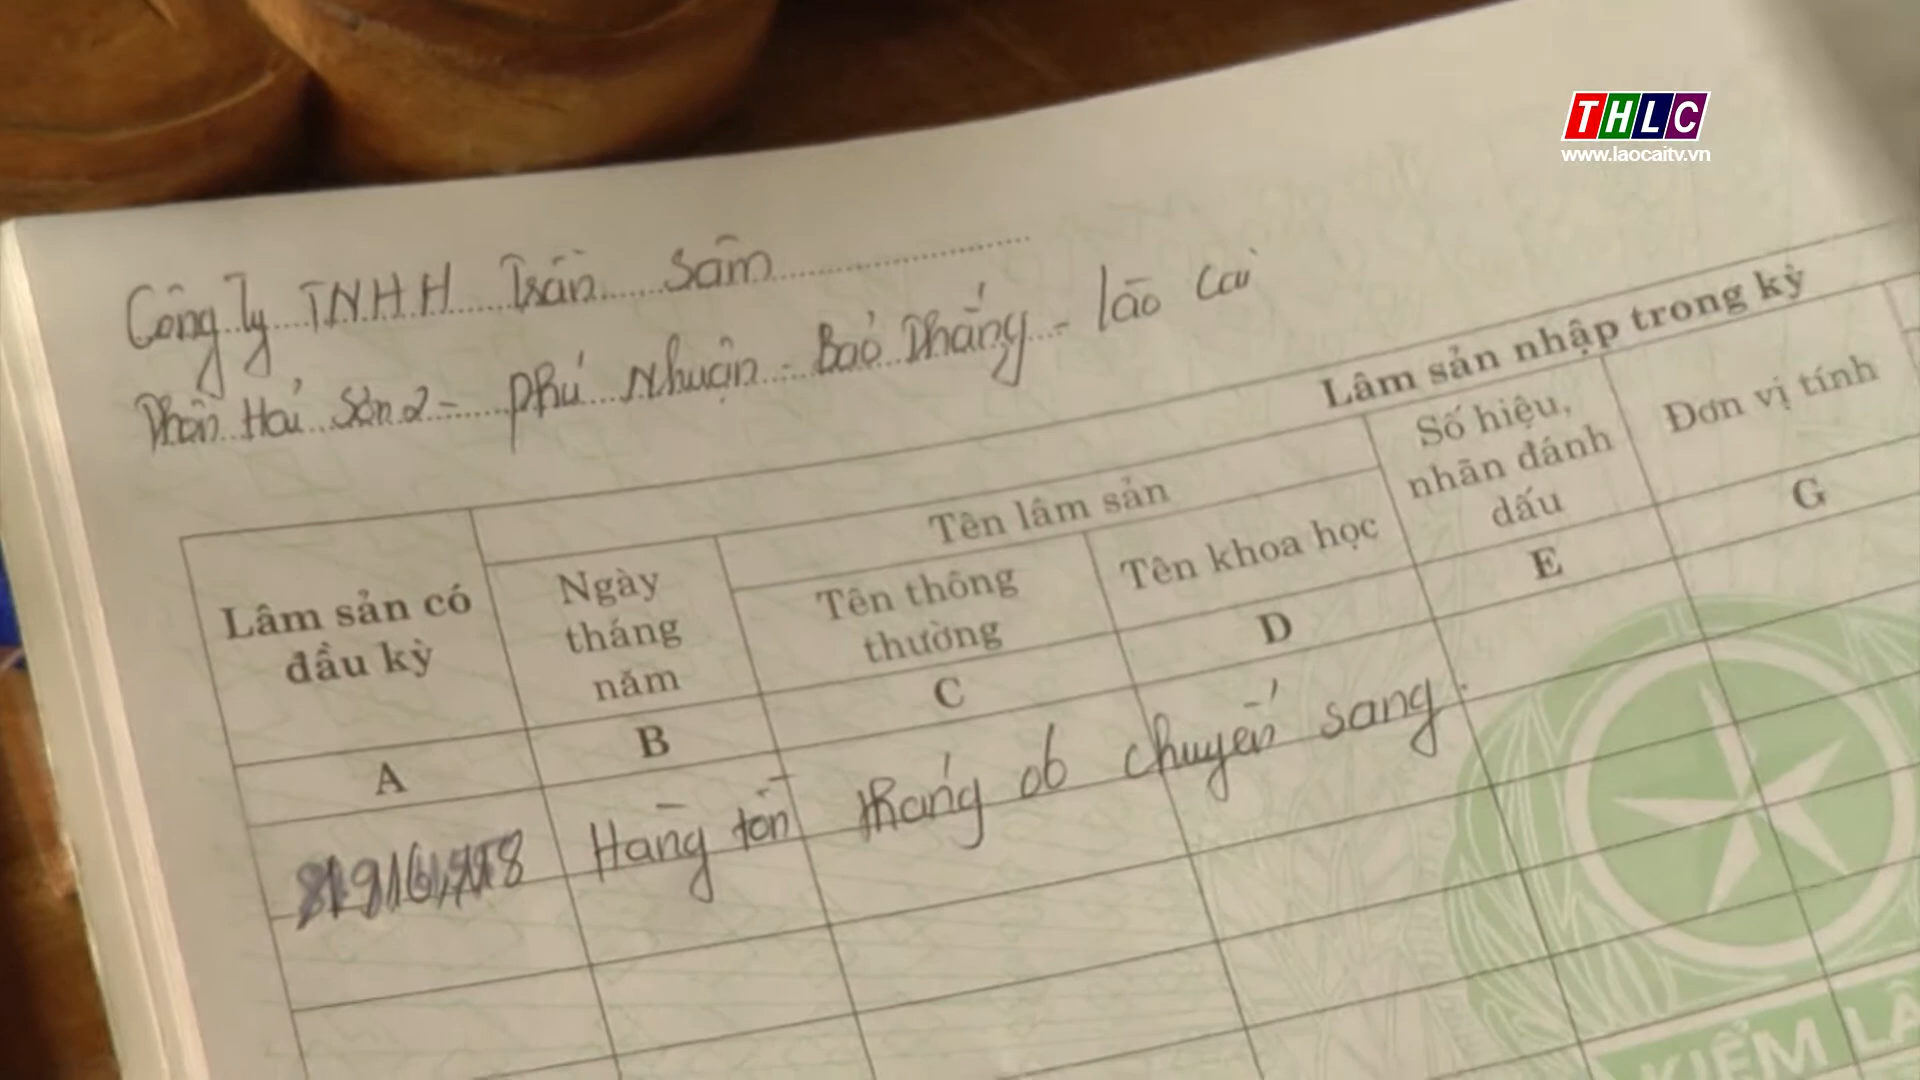 THLC
www.laocaitv.vn
Công ty TNHH Trần Sâm
Thôn Hải Sơn 2 - Phú Nhuận - Bảo Thắng - lào cai
Lâm sản nhập trong kỳ
Lâm sản có
đầu kỳ
Ngày
tháng
năm
Tên lâm sản
Tên thông
thường
Tên khoa học
Số hiệu,
nhãn đánh
dấu
Đơn vị tính
A
B
C
D
E
G
Hàng tồn tháng 06 chuyển sang
KIỂM